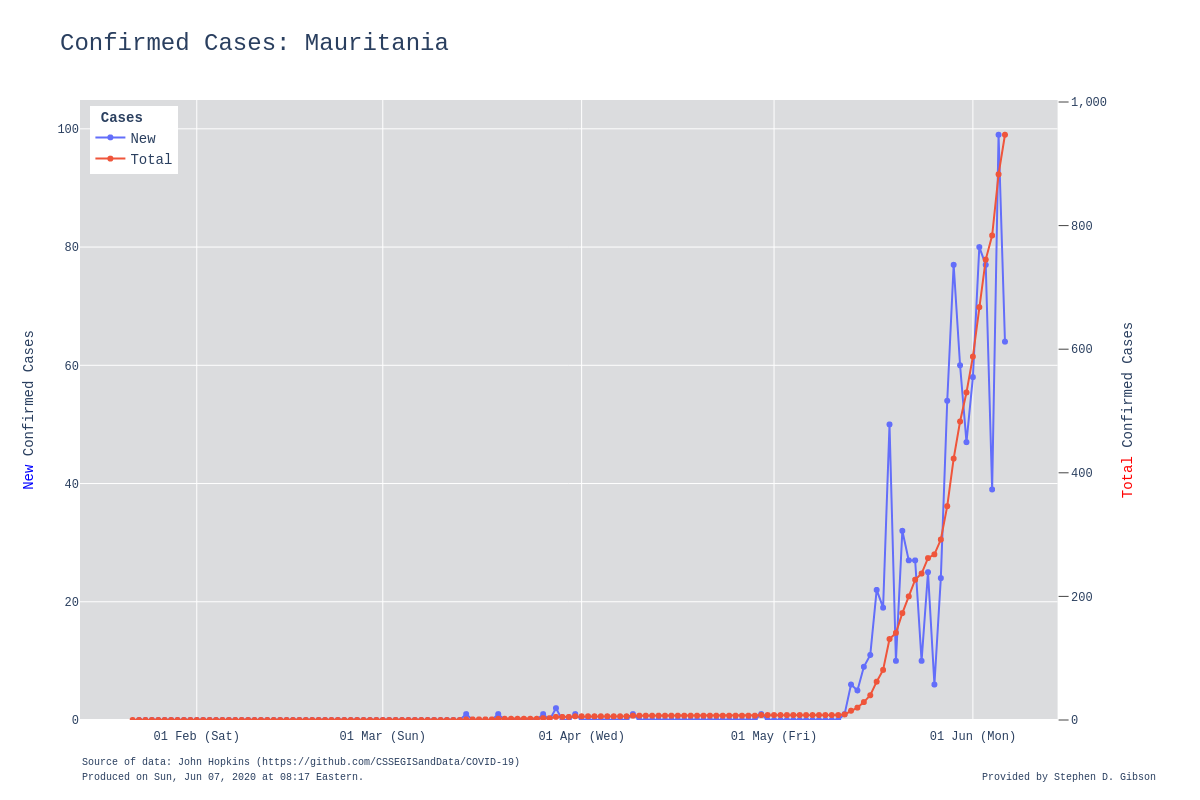 Confirmed Cases: Mauritania
Cases
New
Total
100
80
60
40
20
0
1,000
800
600
400
200
0
New Confirmed Cases
Total Confirmed Cases
01 Feb (Sat)
01 Mar (Sun)
01 Apr (Wed)
01 May (Fri)
01 Jun (Mon)
Source of data: John Hopkins (https://github.com/CSSEGISandData/COVID-19)
Produced on Sun, Jun 07, 2020 at 08:17 Eastern.
Provided by Stephen D. Gibson